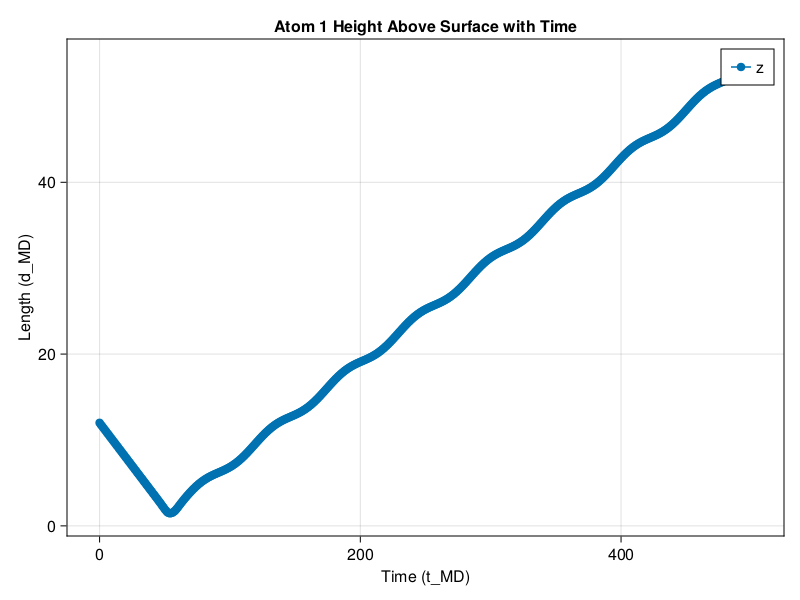 Atom 1 Height Above Surface with Time
z
Length (d_MD)
40
20
0
0 200 400
Time (t_MD)